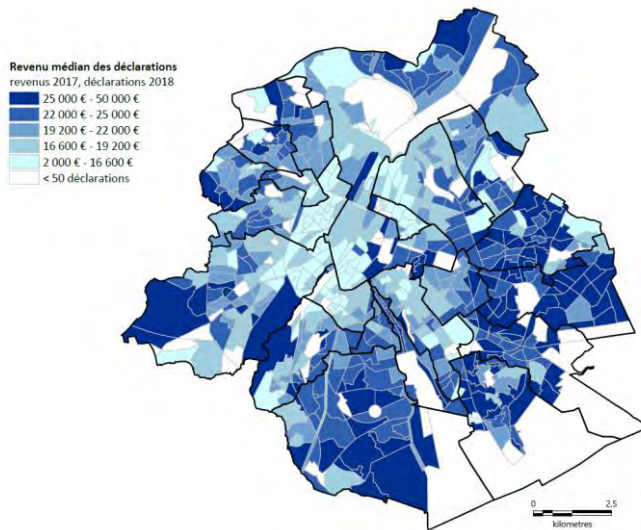 Revenu médian des déclarations
revenus 2017, déclarations 2018
25 000 € - 50 000 €
22 000 € - 25 000 €
19 200 € - 22 000 €
16 600 € - 19 200 €
2 000 € - 16 600 €
< 50 déclarations
0 2,5
kilometres